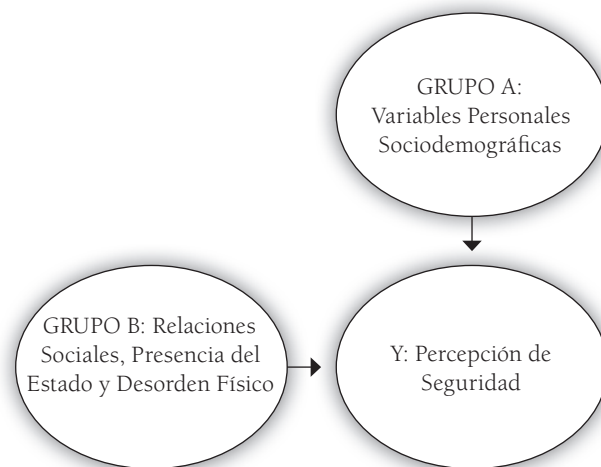 GRUPO A:
Variables Personales
Sociodemográficas
GRUPO B: Relaciones
Sociales, Presencia del
Estado y Desorden Físico
Y: Percepción de
Seguridad